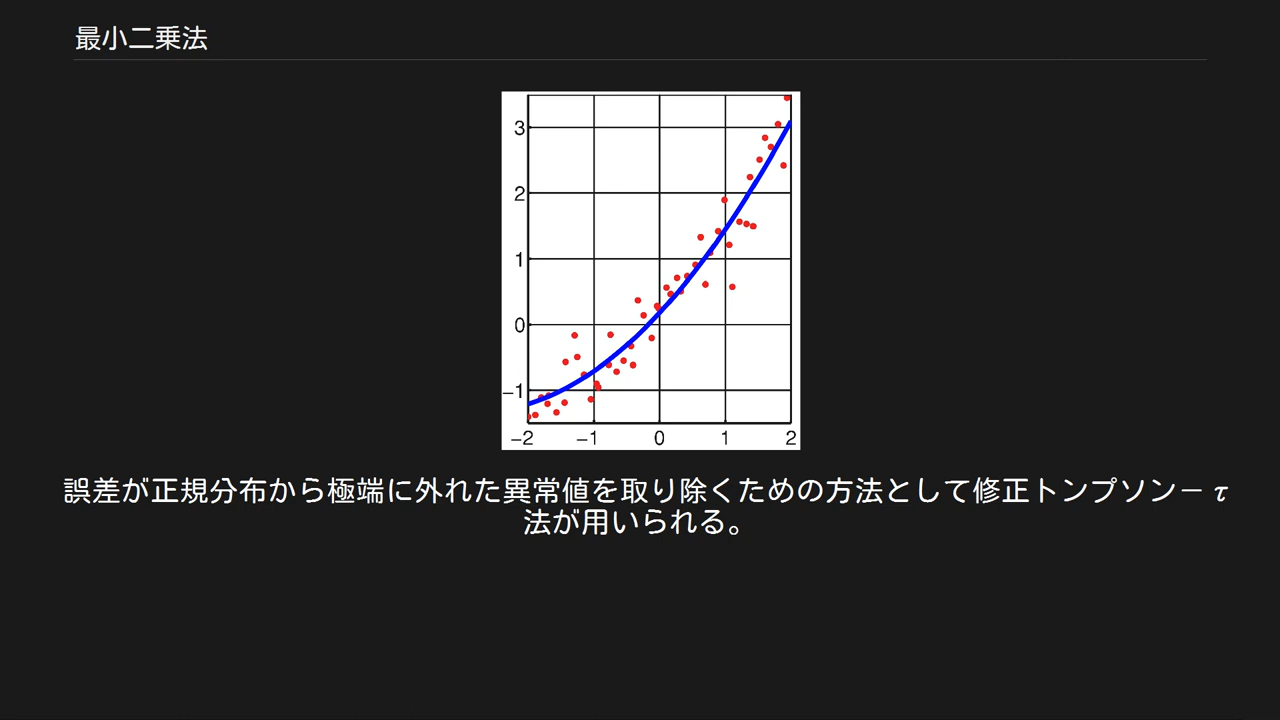 最小二乗法
3
2
1
0
−1
−2 −1 0 1 2
誤差が正規分布から極端に外れた異常値を取り除くための方法として修正トンプソン－τ
法が用いられる。